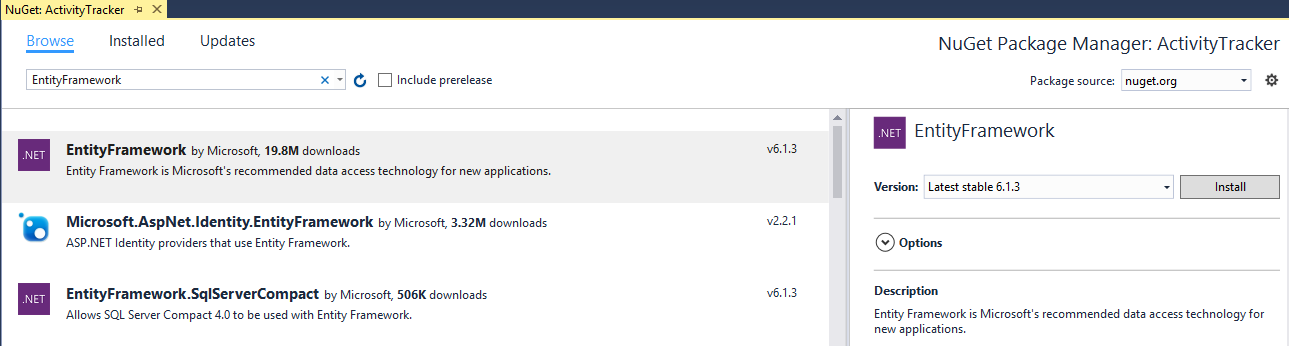 NuGet: ActivityTracker
Browse Installed Updates
NuGet Package Manager: ActivityTracker
EntityFramework
Include prerelease
Package source: nuget.org
.NET
EntityFramework by Microsoft, 19.8M downloads
v6.1.3
Entity Framework is Microsoft's recommended data access technology for new applications.
Microsoft.AspNet.Identity.EntityFramework by Microsoft, 3.32M downloads
v2.2.1
ASP.NET Identity providers that use Entity Framework.
.NET
EntityFramework.SqlServerCompact by Microsoft, 506K downloads
v6.1.3
Allows SQL Server Compact 4.0 to be used with Entity Framework.
.NET
EntityFramework
Version: Latest stable 6.1.3
Install
Options
Description
Entity Framework is Microsoft's recommended data access technology for
new applications.